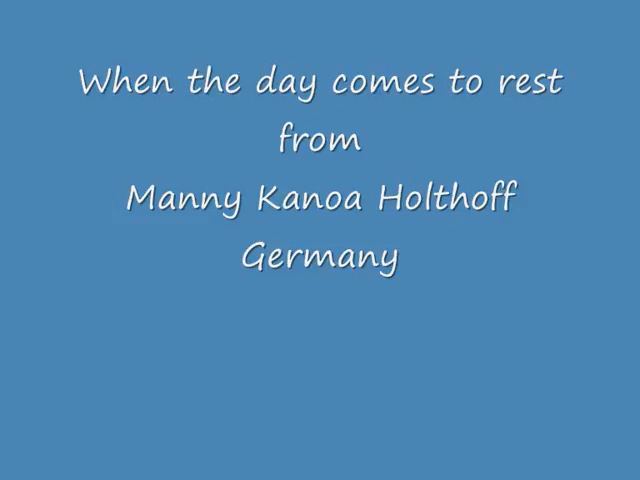 When the day comes to rest
from
Manny Kanoa Holthoff
Germany